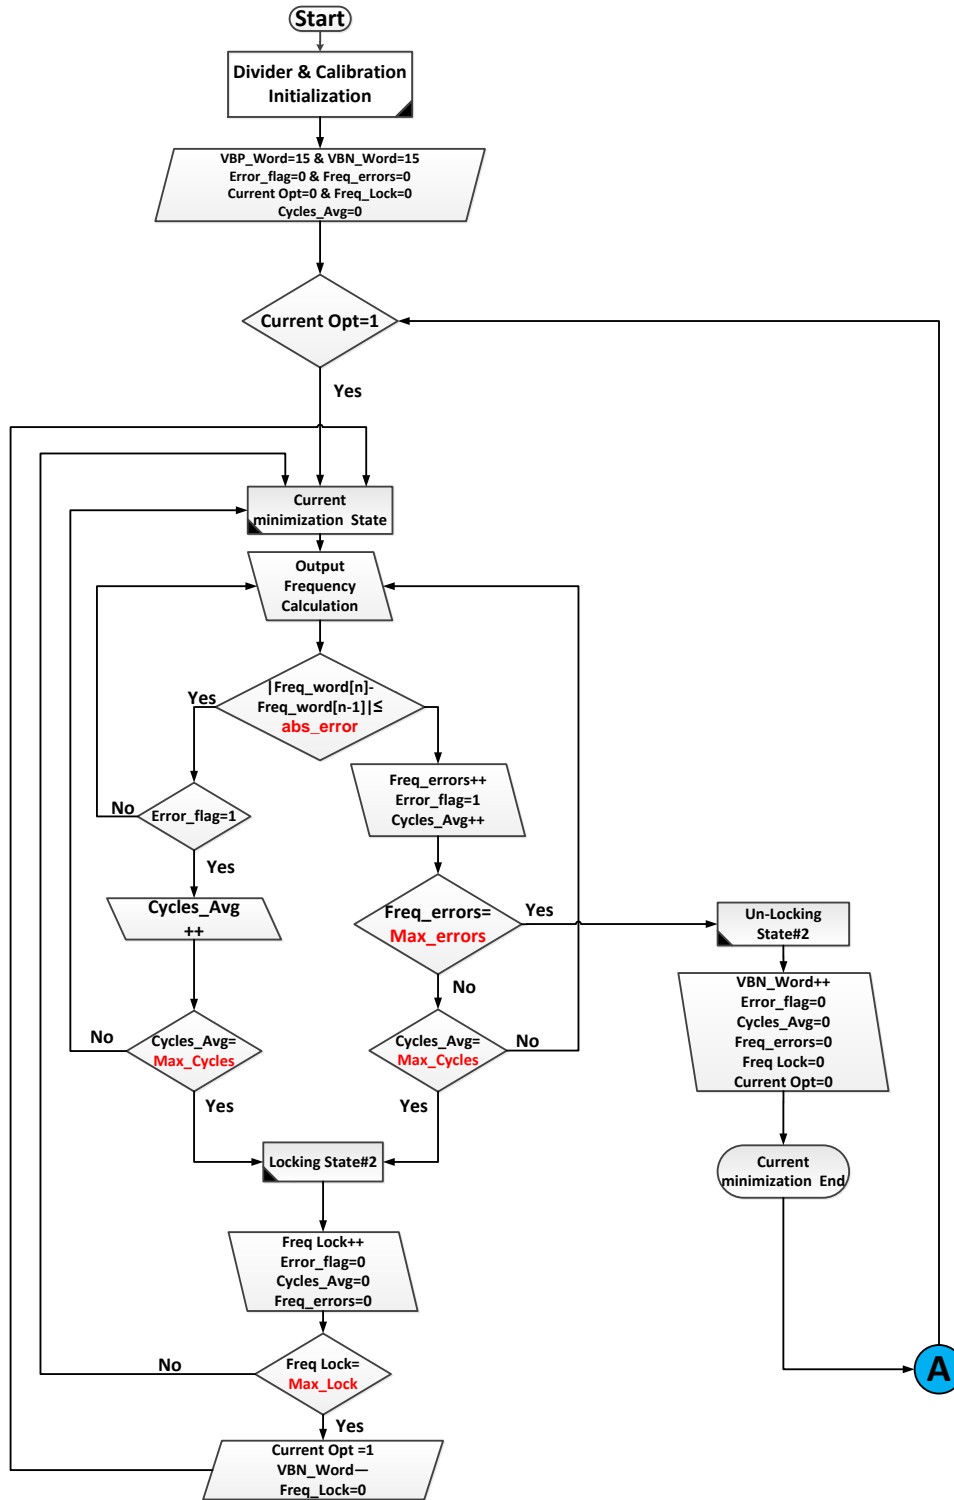 Start
Divider & Calibration
Initialization
VBP_Word=15 & VBN_Word=15
Error_flag=0 & Freq_errors=0
Current Opt=0 & Freq_Lock=0
Cycles_Avg=0
Current Opt=1
Yes
Current
minimization State
Output
Frequency
Calculation
|Freq_word[n]-
Freq_word[n-1]|≤
abs_error
Yes
Freq_errors++
Error_flag=1
Cycles_Avg++
Error_flag=1
No
Yes
Cycles_Avg
++
Freq_errors=
Max_errors
Yes
No
Un-Locking
State#2
VBN_Word++
Error_flag=0
Cycles_Avg=0
Freq_errors=0
Freq Lock=0
Current Opt=0
Cycles_Avg=
Max_Cycles
No
Yes
Cycles_Avg=
Max_Cycles
No
Yes
Locking State#2
Current
minimization End
Freq Lock++
Error_flag=0
Cycles_Avg=0
Freq_errors=0
Freq Lock=
Max_Lock
No
Yes
A
Current Opt =1
VBN_Word—
Freq_Lock=0